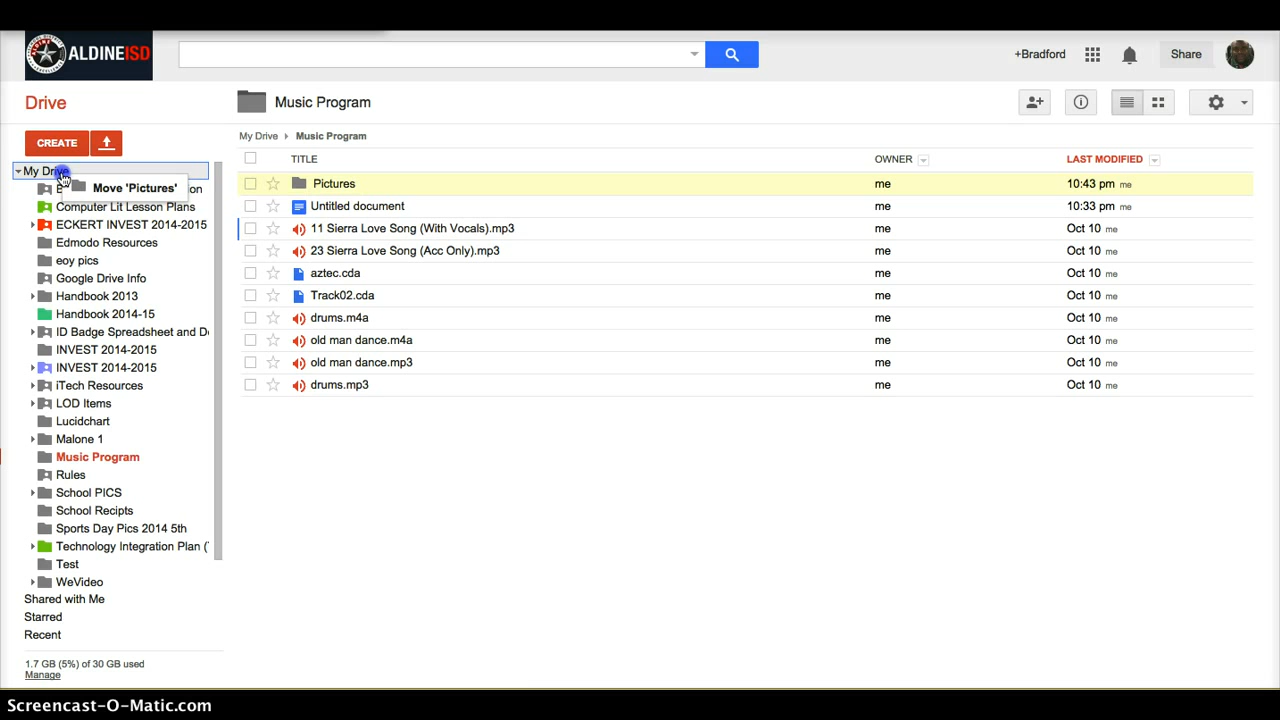 ALDINEISD
+Bradford
Share
Drive
Music Program
CREATE
My Drive
Music Program
TITLE
OWNER
LAST MODIFIED
My Drive
Move 'Pictures'
on
Computer Lit Lesson Plans
ECKERT INVEST 2014-2015
Edmodo Resources
eoy pics
Google Drive Info
Handbook 2013
Handbook 2014-15
ID Badge Spreadsheet and De
INVEST 2014-2015
INVEST 2014-2015
iTech Resources
LOD Items
Lucidchart
Malone 1
Music Program
Rules
School PICS
School Recipts
Sports Day Pics 2014 5th
Technology Integration Plan (
Test
WeVideo
Shared with Me
Starred
Recent
1.7 GB (5%) of 30 GB used
Manage
Pictures me 10:43 pm me
Untitled document me 10:33 pm me
11 Sierra Love Song (With Vocals).mp3 me Oct 10 me
23 Sierra Love Song (Acc Only).mp3 me Oct 10 me
aztec.cda me Oct 10 me
Track02.cda me Oct 10 me
drums.m4a me Oct 10 me
old man dance.m4a me Oct 10 me
old man dance.mp3 me Oct 10 me
drums.mp3 me Oct 10 me
Screencast-O-Matic.com